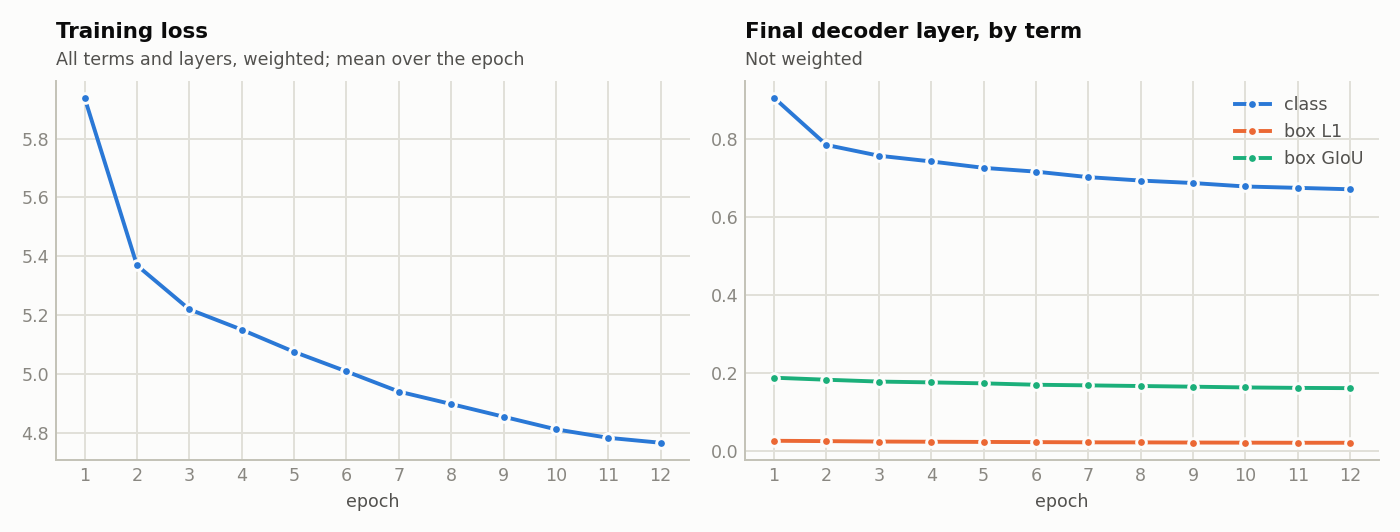 Training loss
All terms and layers, weighted; mean over the epoch
5.8
5.6
5.4
5.2
5.0
4.8
1 2 3 4 5 6 7 8 9 10 11 12
epoch
Final decoder layer, by term
Not weighted
class
box L1
box GIoU
0.8
0.6
0.4
0.2
0.0
1 2 3 4 5 6 7 8 9 10 11 12
epoch